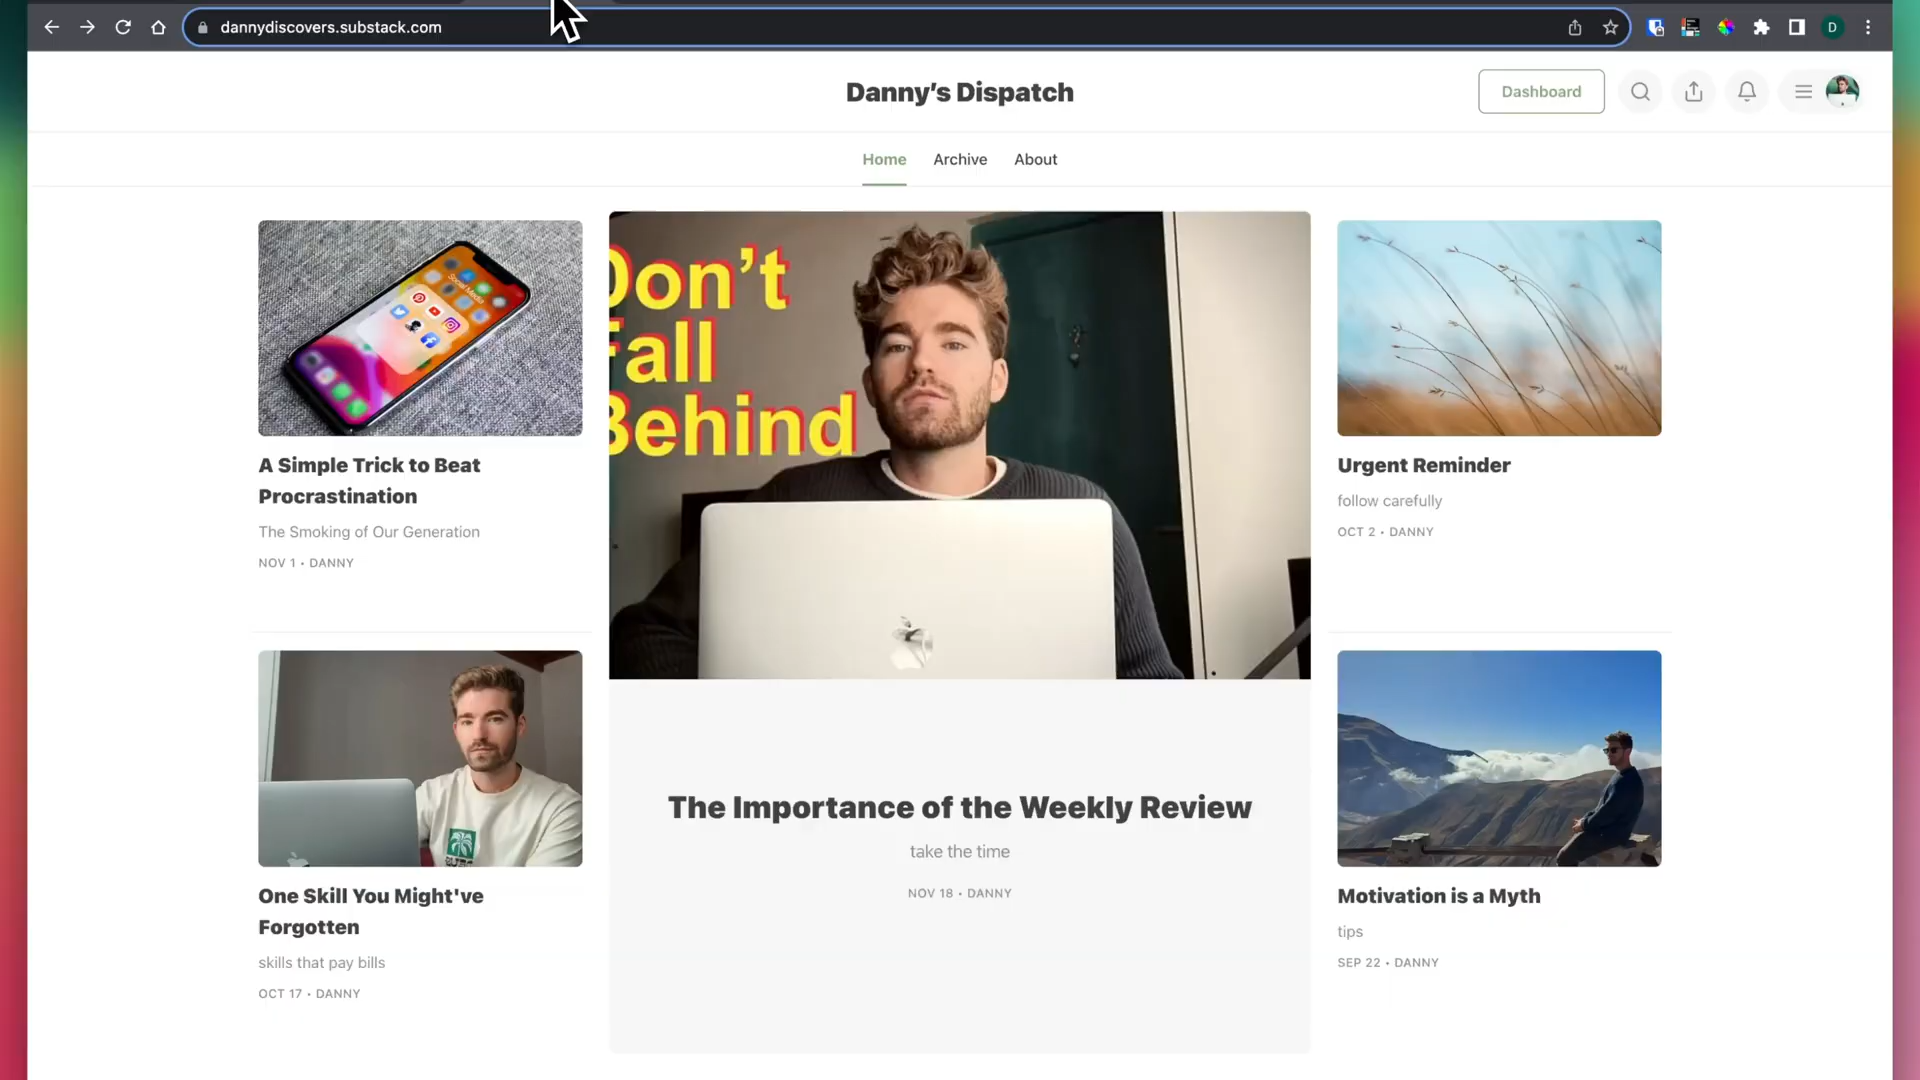 dannydiscovers.substack.com
D
Danny's Dispatch
Dashboard
Home
Archive
About
Social Media
A Simple Trick to Beat
Procrastination
The Smoking of Our Generation
NOV 1 • DANNY
One Skill You Might've
Forgotten
skills that pay bills
OCT 17 • DANNY
Don't
Fall
Behind
The Importance of the Weekly Review
take the time
NOV 18 • DANNY
Urgent Reminder
follow carefully
OCT 2 • DANNY
Motivation is a Myth
tips
SEP 22 • DANNY